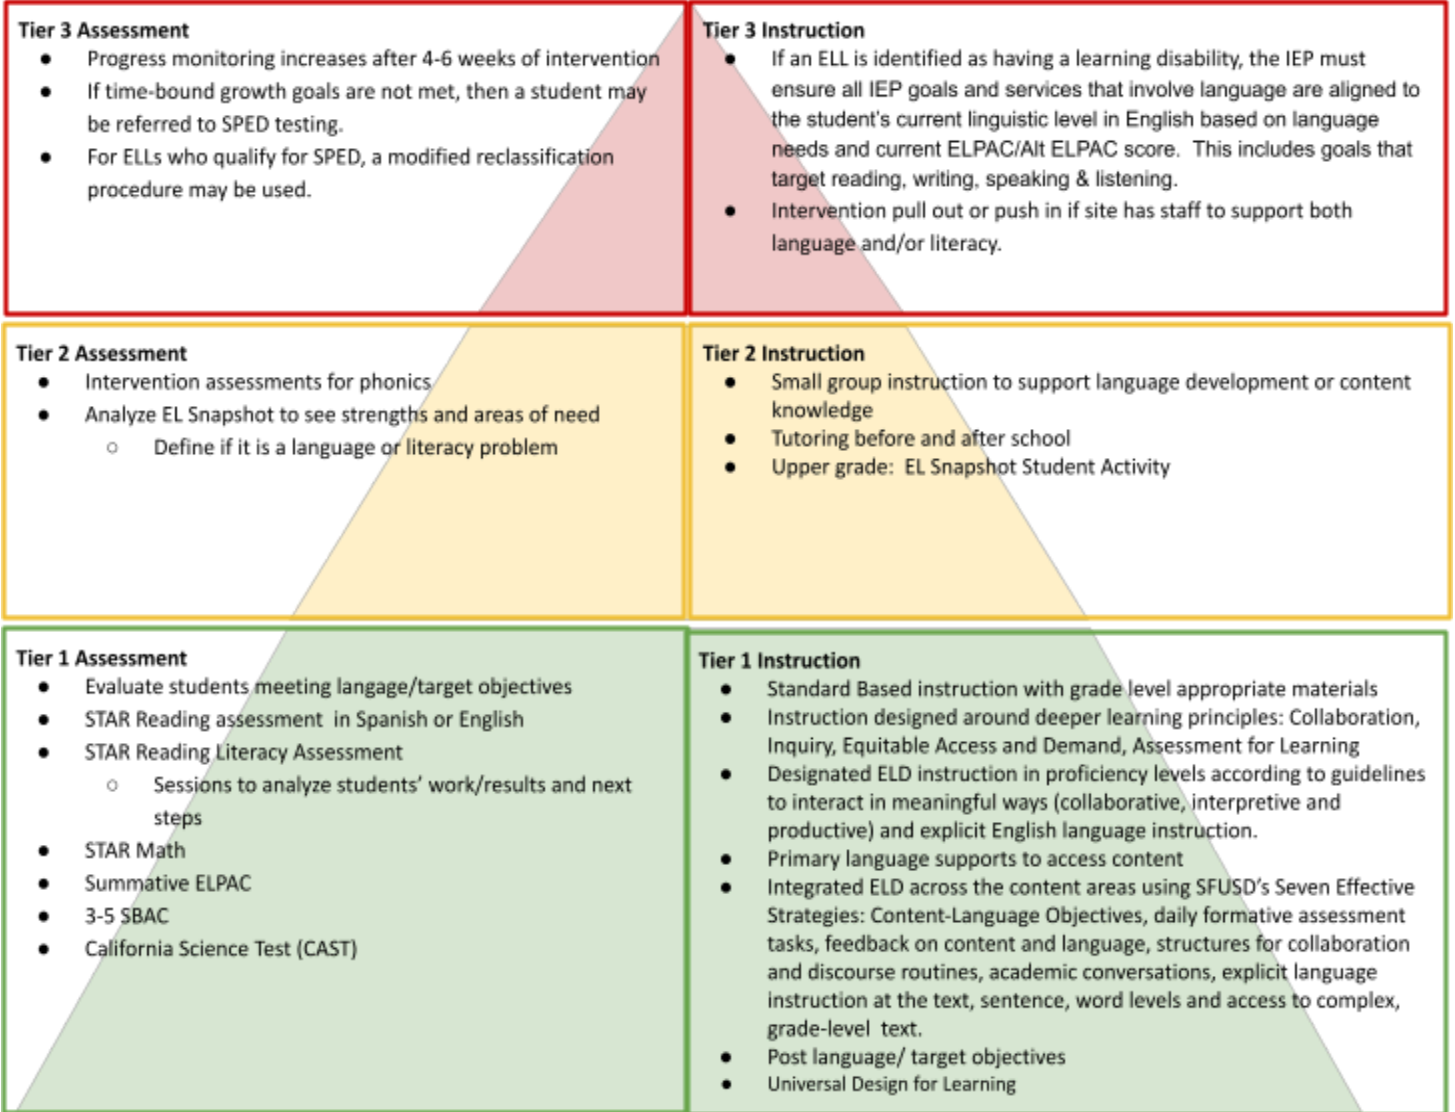 Tier 3 Assessment
● Progress monitoring increases after 4-6 weeks of intervention
● If time-bound growth goals are not met, then a student may
be referred to SPED testing.
● For ELLs who qualify for SPED, a modified reclassification
procedure may be used.
Tier 3 Instruction
● If an ELL is identified as having a learning disability, the IEP must
ensure all IEP goals and services that involve language are aligned to
the student's current linguistic level in English based on language
needs and current ELPAC/Alt ELPAC score.  This includes goals that
target reading, writing, speaking & listening.
● Intervention pull out or push in if site has staff to support both
language and/or literacy.
Tier 2 Assessment
● Intervention assessments for phonics
● Analyze EL Snapshot to see strengths and areas of need
○ Define if it is a language or literacy problem
Tier 2 Instruction
● Small group instruction to support language development or content
knowledge
● Tutoring before and after school
● Upper grade:  EL Snapshot Student Activity
Tier 1 Assessment
● Evaluate students meeting langage/target objectives
● STAR Reading assessment  in Spanish or English
● STAR Reading Literacy Assessment
○ Sessions to analyze students’ work/results and next
steps
● STAR Math
● Summative ELPAC
● 3-5 SBAC
● California Science Test (CAST)
Tier 1 Instruction
● Standard Based instruction with grade level appropriate materials
● Instruction designed around deeper learning principles: Collaboration,
Inquiry, Equitable Access and Demand, Assessment for Learning
● Designated ELD instruction in proficiency levels according to guidelines
to interact in meaningful ways (collaborative, interpretive and
productive) and explicit English language instruction.
● Primary language supports to access content
● Integrated ELD across the content areas using SFUSD’s Seven Effective
Strategies: Content-Language Objectives, daily formative assessment
tasks, feedback on content and language, structures for collaboration
and discourse routines, academic conversations, explicit language
instruction at the text, sentence, word levels and access to complex,
grade-level  text.
● Post language/ target objectives
● Universal Design for Learning